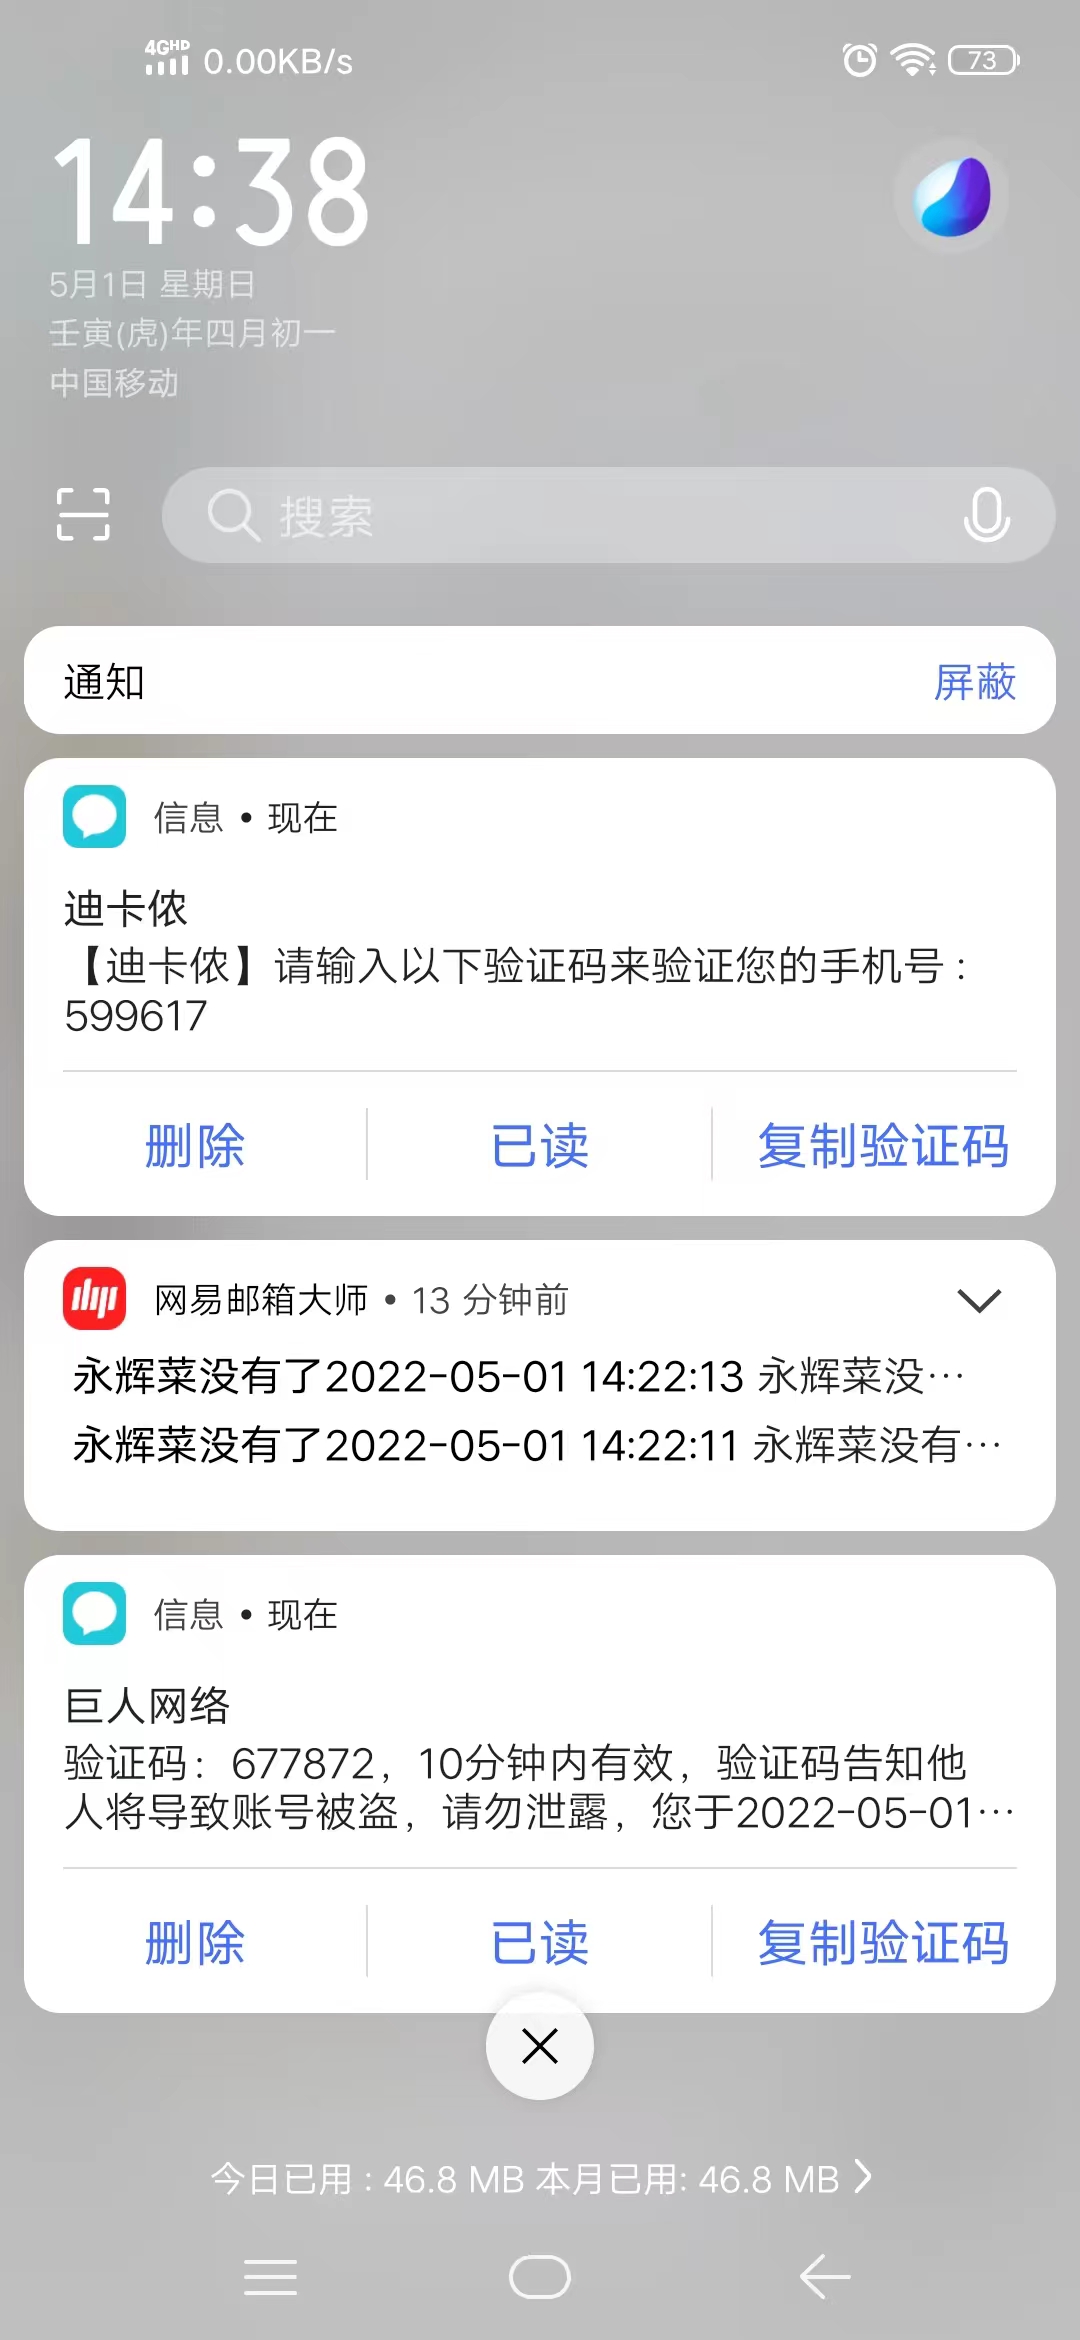 4GHD 0.00KB/s 73
14:38
5月1日 星期日
壬寅(虎)年四月初一
中国移动
搜索
通知 屏蔽
信息 • 现在
迪卡侬
【迪卡侬】请输入以下验证码来验证您的手机号：
599617
删除 已读 复制验证码
网易邮箱大师 • 13 分钟前
永辉菜没有了2022-05-01 14:22:13 永辉菜没…
永辉菜没有了2022-05-01 14:22:11 永辉菜没有…
信息 • 现在
巨人网络
验证码：677872，10分钟内有效，验证码告知他
人将导致账号被盗，请勿泄露，您于2022-05-01…
删除 已读 复制验证码
今日已用：46.8 MB 本月已用: 46.8 MB